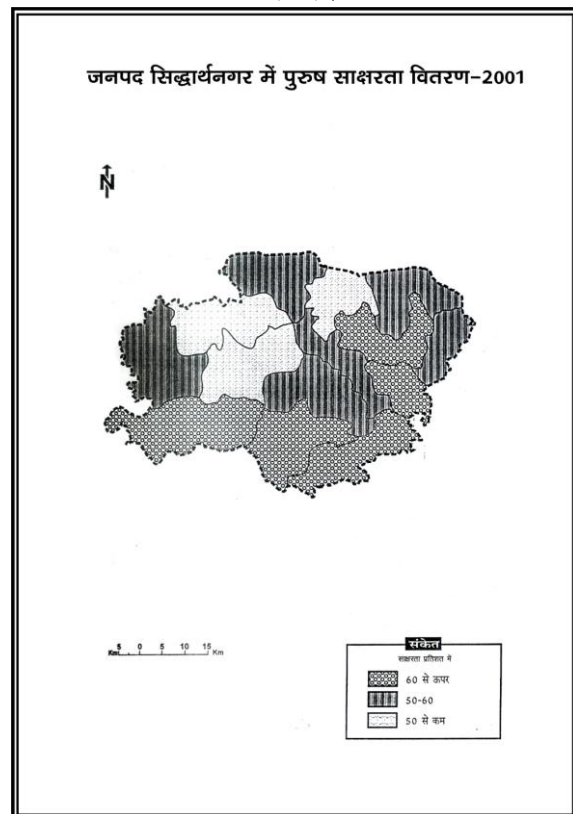 जनपद सिद्धार्थनगर में पुरुष साक्षरता वितरण-2001
N
5 0 5 10 15
Km Km
संकेत
साक्षरता प्रतिशत में
60 से ऊपर
50-60
50 से कम